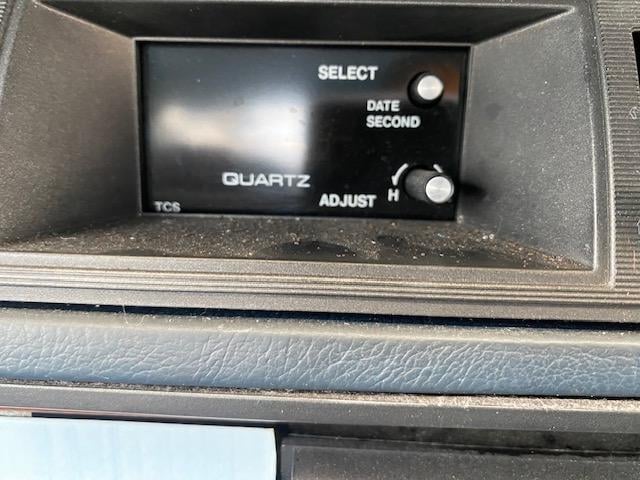 SELECT
DATE
SECOND
QUARTZ
ADJUST
H
TCS